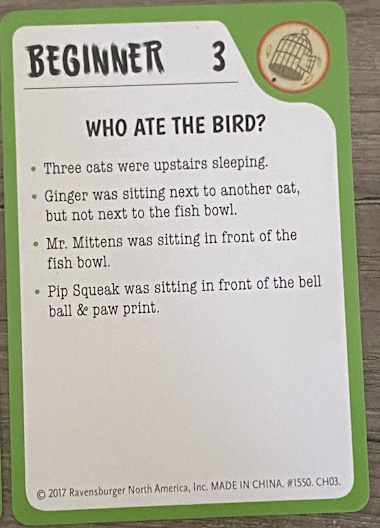 BEGINNER 3
WHO ATE THE BIRD?
• Three cats were upstairs sleeping.
• Ginger was sitting next to another cat,
but not next to the fish bowl.
• Mr. Mittens was sitting in front of the
fish bowl.
• Pip Squeak was sitting in front of the bell
ball & paw print.
© 2017 Ravensburger North America, Inc. MADE IN CHINA. #1550. CH03.